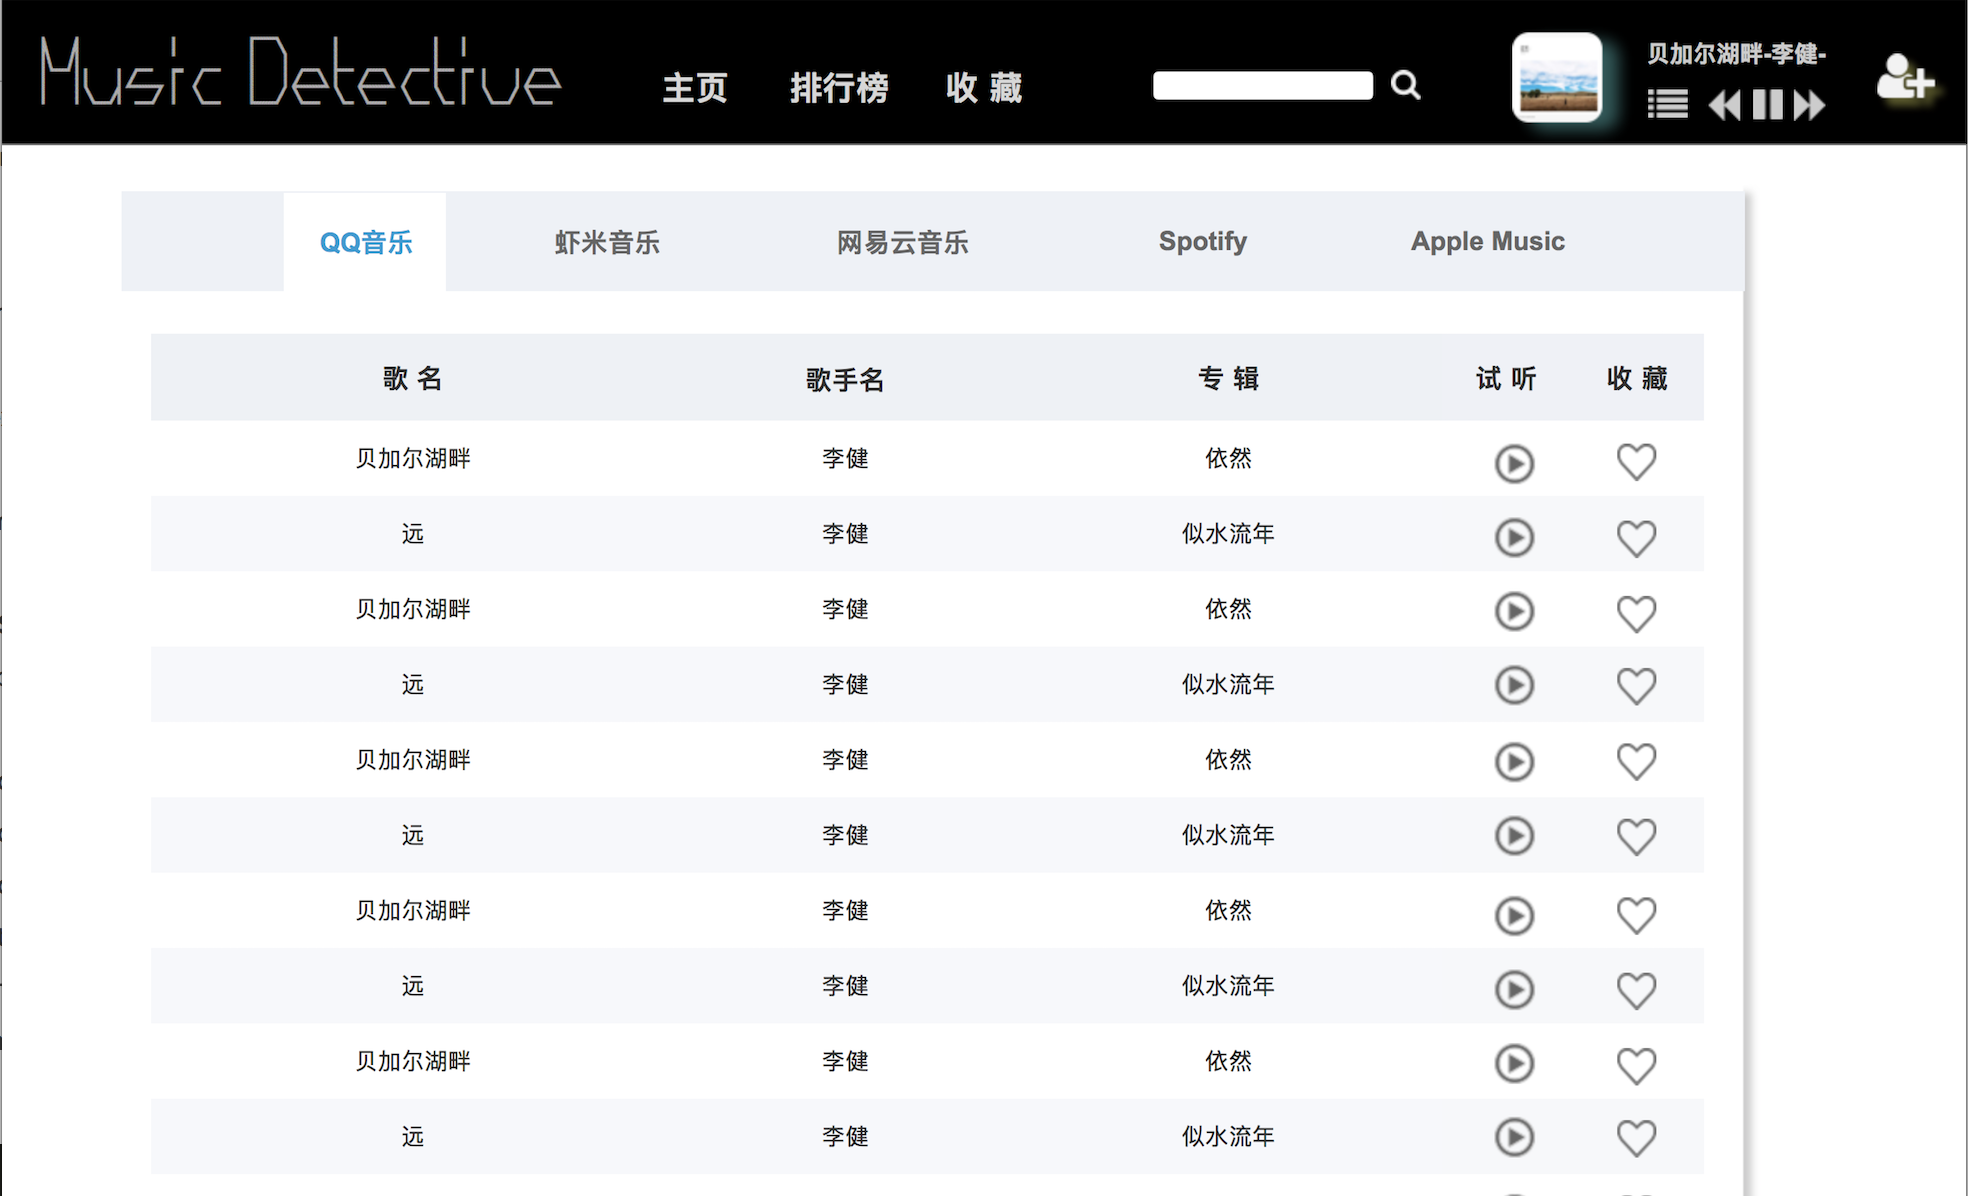 Music Detective
主页 排行榜 收 藏
贝加尔湖畔-李健-
QQ音乐 虾米音乐 网易云音乐 Spotify Apple Music
歌 名 歌手名 专 辑 试 听 收 藏
贝加尔湖畔 李健 依然
远 李健 似水流年
贝加尔湖畔 李健 依然
远 李健 似水流年
贝加尔湖畔 李健 依然
远 李健 似水流年
贝加尔湖畔 李健 依然
远 李健 似水流年
贝加尔湖畔 李健 依然
远 李健 似水流年